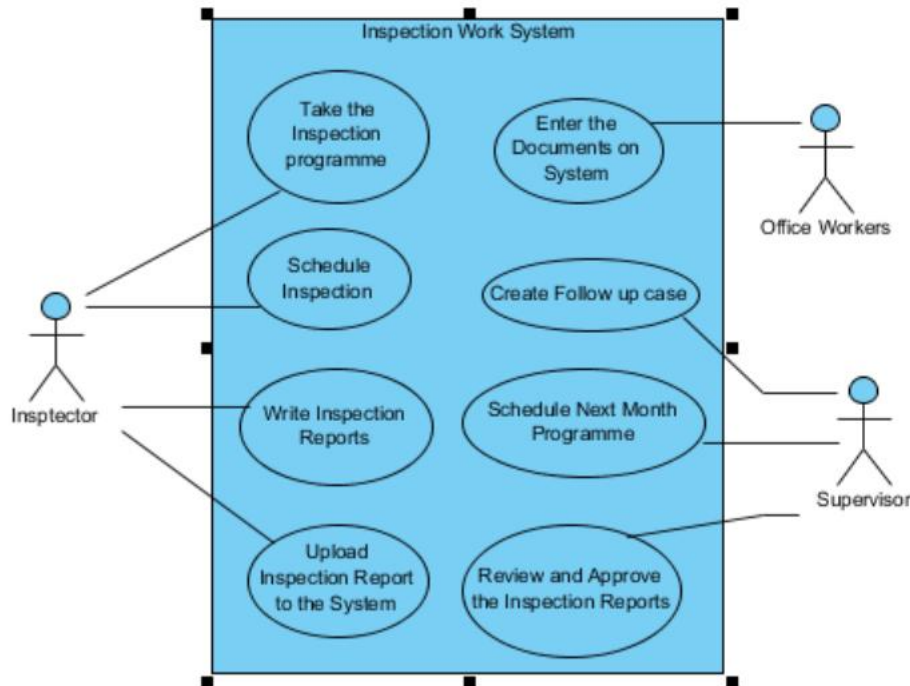 Inspection Work System
Take the
Inspection
programme
Enter the
Documents on
System
Office Workers
Schedule
Inspection
Create Follow up case
Insptector
Write Inspection
Reports
Schedule Next Month
Programme
Supervisor
Upload
Inspection Report
to the System
Review and Approve
the Inspection Reports